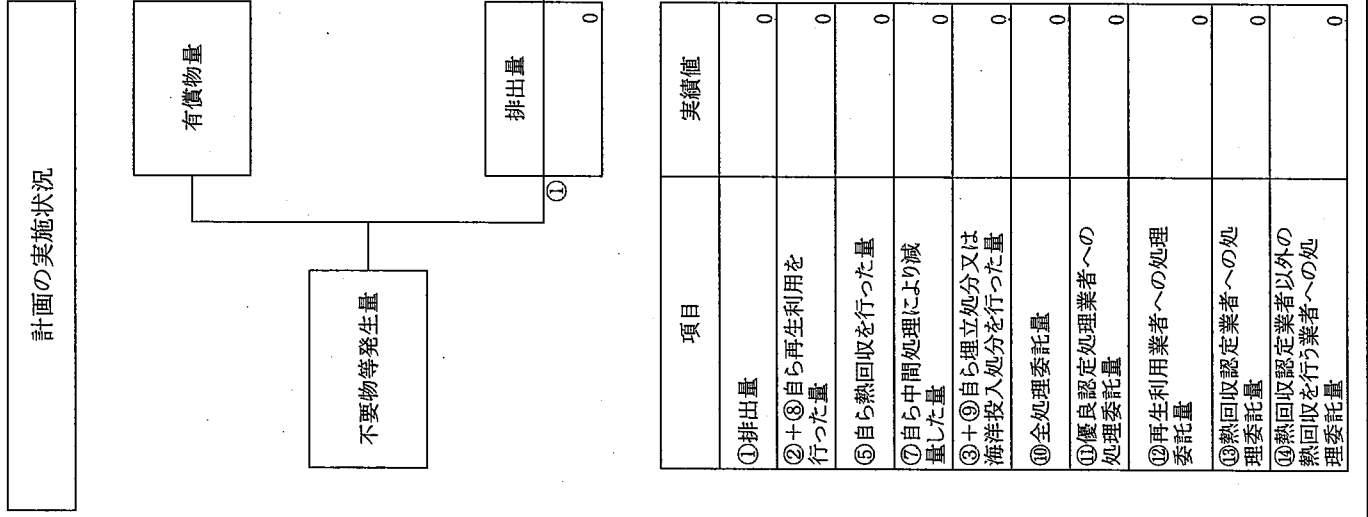 計画の実施状況
有償物量
不要物等発生量
排出量
①
0
項目
実績値
①排出量
0
②+⑧自ら再生利用を
行った量
0
⑤自ら熱回収を行った量
0
⑦自ら中間処理により減
量した量
0
③+⑨自ら埋立処分又は
海洋投入処分を行った量
0
⑩全処理委託量
0
⑪優良認定処理業者への
処理委託量
0
⑫再生利用業者への処理
委託量
0
⑬熱回収認定業者への処
理委託量
0
⑭熱回収認定業者以外の
熱回収を行う業者への処
理委託量
0